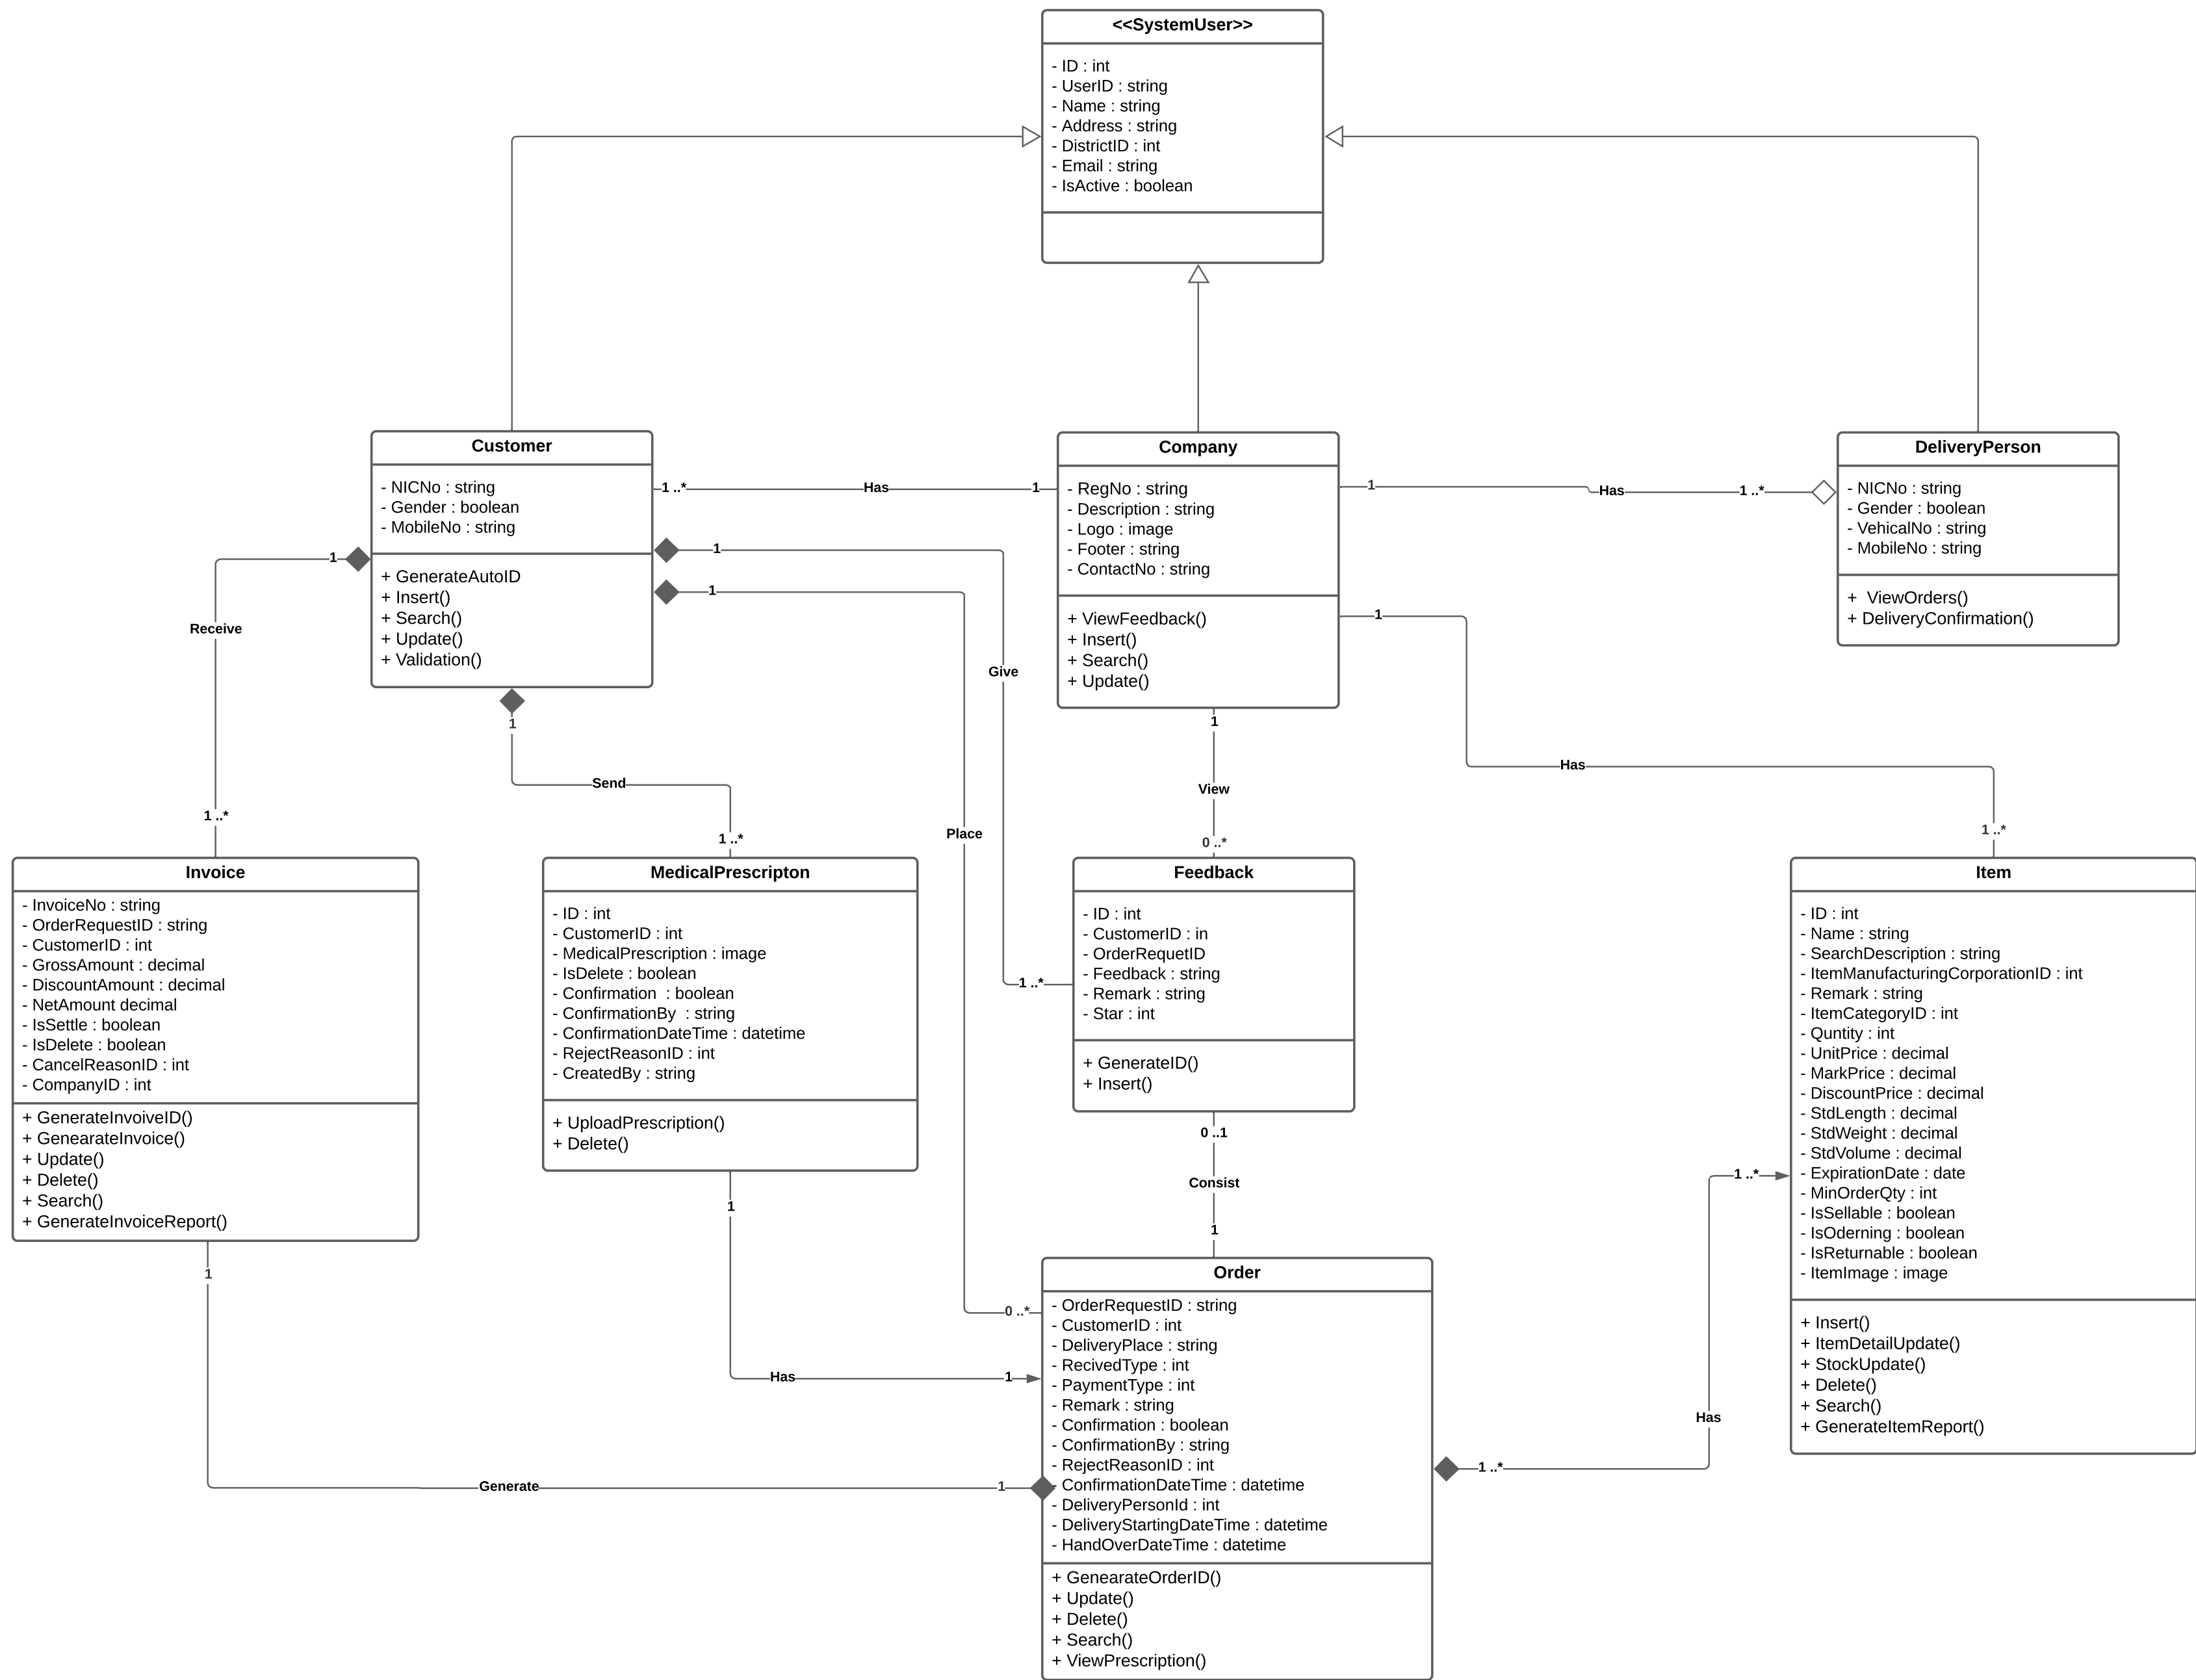 <<SystemUser>>
- ID : int
- UserID : string
- Name : string
- Address : string
- DistrictID : int
- Email : string
- IsActive : boolean
Customer
- NICNo : string
- Gender : boolean
- MobileNo : string
+ GenerateAutoID
+ Insert()
+ Search()
+ Update()
+ Validation()
1 ..*
Has
1
Company
- RegNo : string
- Description : string
- Logo : image
- Footer : string
- ContactNo : string
+ ViewFeedback()
+ Insert()
+ Search()
+ Update()
1
Has
1 ..*
DeliveryPerson
- NICNo : string
- Gender : boolean
- VehicalNo : string
- MobileNo : string
+  ViewOrders()
+ DeliveryConfirmation()
1
Receive
1 ..*
1
Send
1 ..*
1
Give
1 ..*
1
Place
0 ..*
1
View
0 ..*
1
Has
1 ..*
Invoice
- InvoiceNo : string
- OrderRequestID : string
- CustomerID : int
- GrossAmount : decimal
- DiscountAmount : decimal
- NetAmount decimal
- IsSettle : boolean
- IsDelete : boolean
- CancelReasonID : int
- CompanyID : int
+ GenerateInvoiveID()
+ GenearateInvoice()
+ Update()
+ Delete()
+ Search()
+ GenerateInvoiceReport()
MedicalPrescripton
- ID : int
- CustomerID : int
- MedicalPrescription : image
- IsDelete : boolean
- Confirmation  : boolean
- ConfirmationBy  : string
- ConfirmationDateTime : datetime
- RejectReasonID : int
- CreatedBy : string
+ UploadPrescription()
+ Delete()
Feedback
- ID : int
- CustomerID : in
- OrderRequetID
- Feedback : string
- Remark : string
- Star : int
+ GenerateID()
+ Insert()
Item
- ID : int
- Name : string
- SearchDescription : string
- ItemManufacturingCorporationID : int
- Remark : string
- ItemCategoryID : int
- Quntity : int
- UnitPrice : decimal
- MarkPrice : decimal
- DiscountPrice : decimal
- StdLength : decimal
- StdWeight : decimal
- StdVolume : decimal
- ExpirationDate : date
- MinOrderQty : int
- IsSellable : boolean
- IsOderning : boolean
- IsReturnable : boolean
- ItemImage : image
+ Insert()
+ ItemDetailUpdate()
+ StockUpdate()
+ Delete()
+ Search()
+ GenerateItemReport()
0 ..1
Consist
1
1
Has
1
1
Generate
1
1 ..*
Has
1 ..*
Order
- OrderRequestID : string
- CustomerID : int
- DeliveryPlace : string
- RecivedType : int
- PaymentType : int
- Remark : string
- Confirmation : boolean
- ConfirmationBy : string
- RejectReasonID : int
- ConfirmationDateTime : datetime
- DeliveryPersonId : int
- DeliveryStartingDateTime : datetime
- HandOverDateTime : datetime
+ GenearateOrderID()
+ Update()
+ Delete()
+ Search()
+ ViewPrescription()